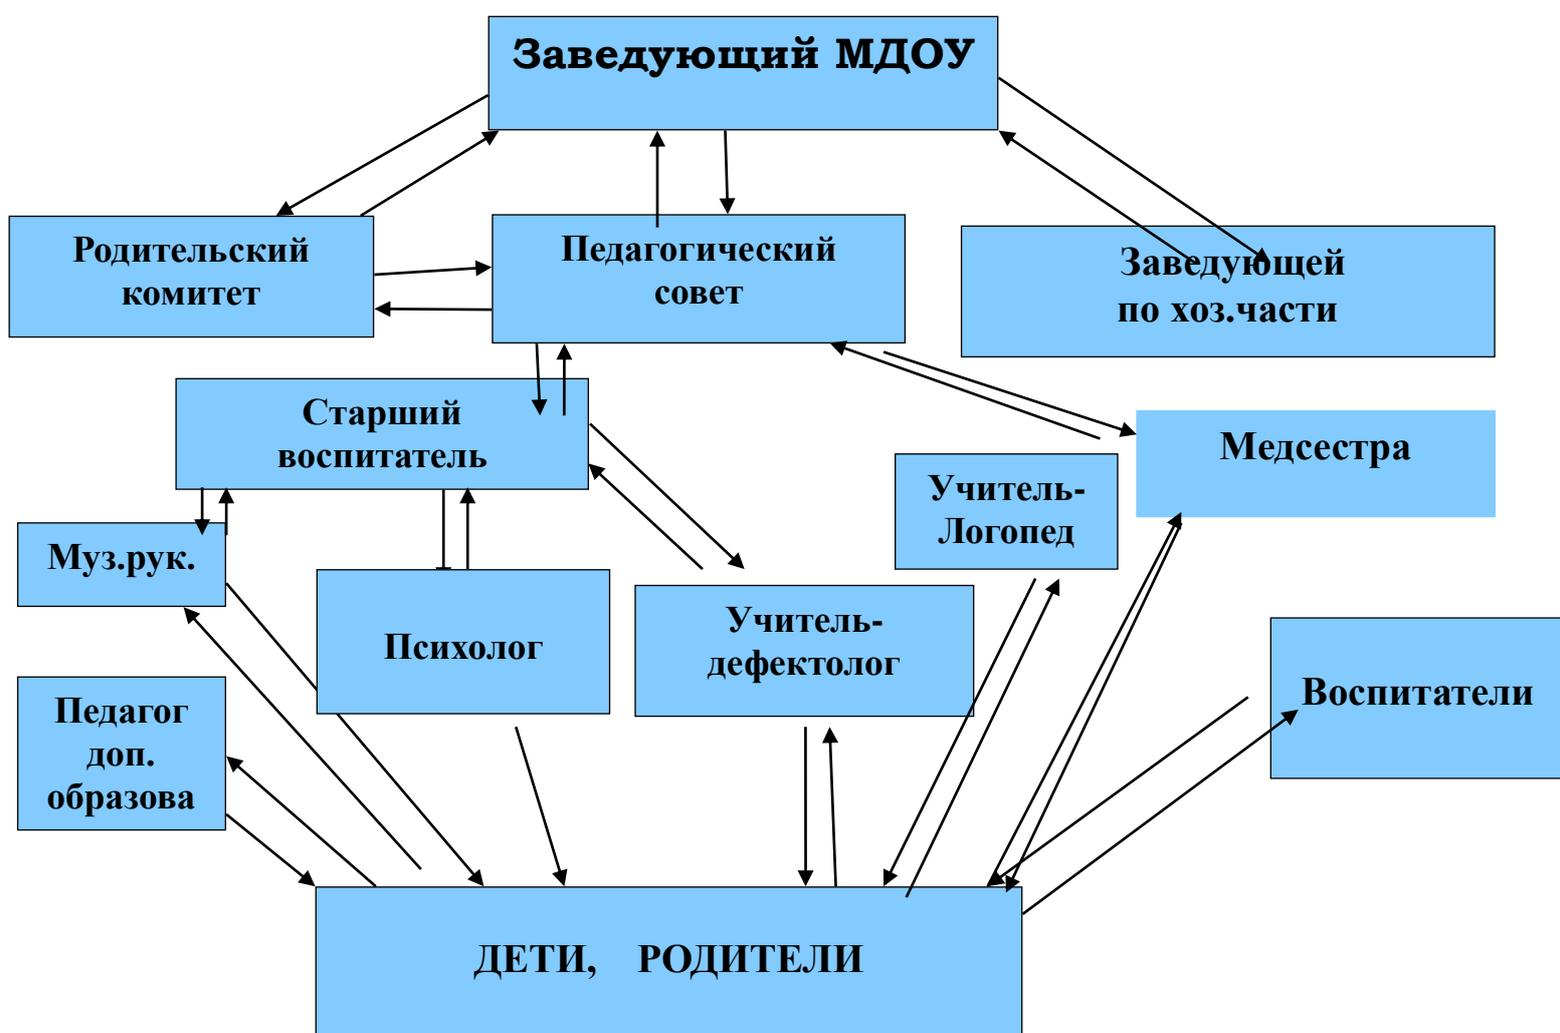 Заведующий МДОУ
Родительский
комитет
Педагогический
совет
Заведующей
по хоз.части
Старший
воспитатель
Медсестра
Учитель-
Логопед
Муз.рук.
Психолог
Учитель-
дефектолог
Воспитатели
Педагог
доп.
образова
ДЕТИ, РОДИТЕЛИ